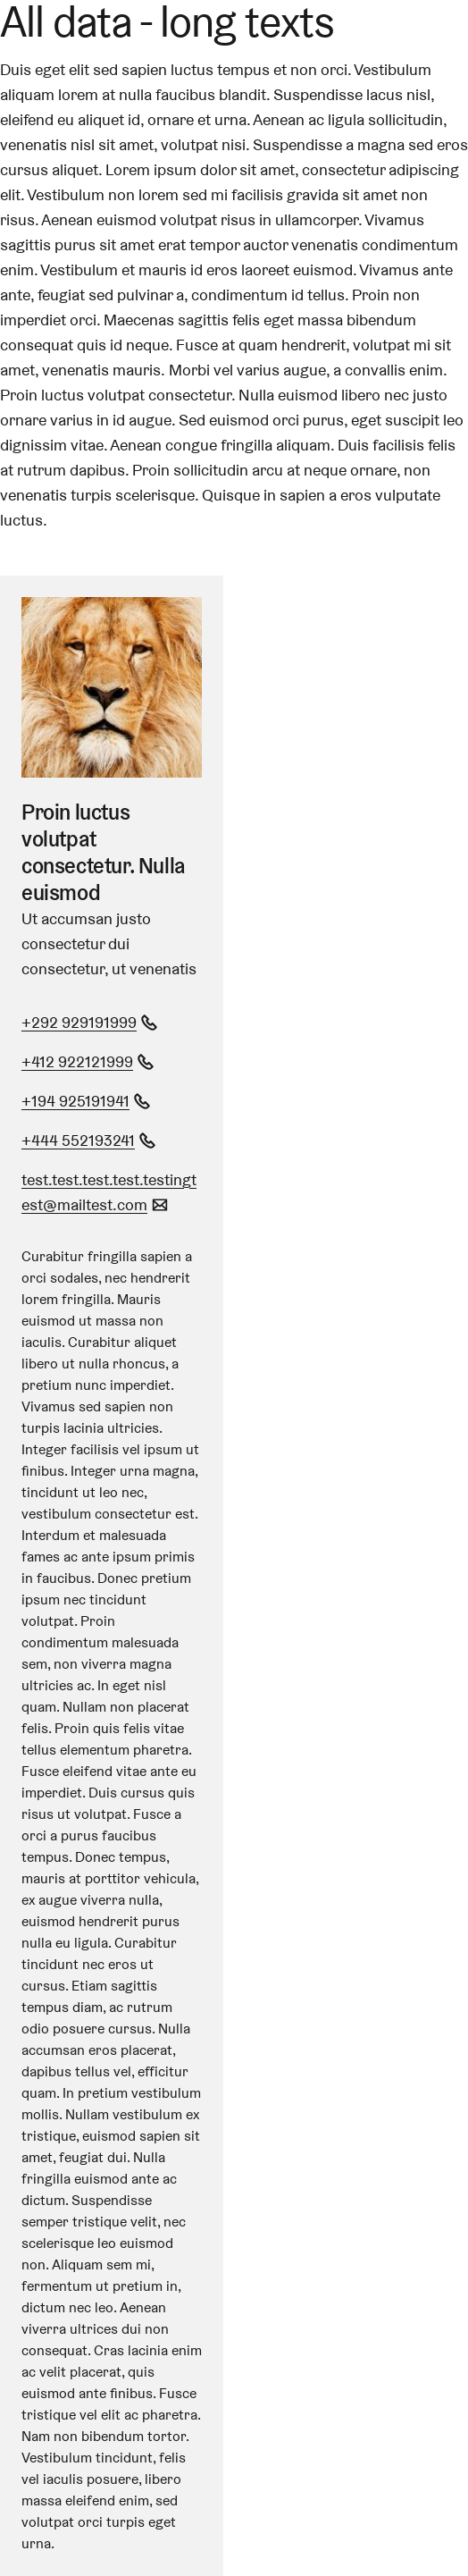 All data - long texts
Duis eget elit sed sapien luctus tempus et non orci. Vestibulum
aliquam lorem at nulla faucibus blandit. Suspendisse lacus nisl,
eleifend eu aliquet id, ornare et urna. Aenean ac ligula sollicitudin,
venenatis nisl sit amet, volutpat nisi. Suspendisse a magna sed eros
cursus aliquet. Lorem ipsum dolor sit amet, consectetur adipiscing
elit. Vestibulum non lorem sed mi facilisis gravida sit amet non
risus. Aenean euismod volutpat risus in ullamcorper. Vivamus
sagittis purus sit amet erat tempor auctor venenatis condimentum
enim. Vestibulum et mauris id eros laoreet euismod. Vivamus ante
ante, feugiat sed pulvinar a, condimentum id tellus. Proin non
imperdiet orci. Maecenas sagittis felis eget massa bibendum
consequat quis id neque. Fusce at quam hendrerit, volutpat mi sit
amet, venenatis mauris. Morbi vel varius augue, a convallis enim.
Proin luctus volutpat consectetur. Nulla euismod libero nec justo
ornare varius in id augue. Sed euismod orci purus, eget suscipit leo
dignissim vitae. Aenean congue fringilla aliquam. Duis facilisis felis
at rutrum dapibus. Proin sollicitudin arcu at neque ornare, non
venenatis turpis scelerisque. Quisque in sapien a eros vulputate
luctus.
Proin luctus
volutpat
consectetur. Nulla
euismod
Ut accumsan justo
consectetur dui
consectetur, ut venenatis
+292 929191999
+412 922121999
+194 925191941
+444 552193241
test.test.test.test.testingt
est@mailtest.com
Curabitur fringilla sapien a
orci sodales, nec hendrerit
lorem fringilla. Mauris
euismod ut massa non
iaculis. Curabitur aliquet
libero ut nulla rhoncus, a
pretium nunc imperdiet.
Vivamus sed sapien non
turpis lacinia ultricies.
Integer facilisis vel ipsum ut
finibus. Integer urna magna,
tincidunt ut leo nec,
vestibulum consectetur est.
Interdum et malesuada
fames ac ante ipsum primis
in faucibus. Donec pretium
ipsum nec tincidunt
volutpat. Proin
condimentum malesuada
sem, non viverra magna
ultricies ac. In eget nisl
quam. Nullam non placerat
felis. Proin quis felis vitae
tellus elementum pharetra.
Fusce eleifend vitae ante eu
imperdiet. Duis cursus quis
risus ut volutpat. Fusce a
orci a purus faucibus
tempus. Donec tempus,
mauris at porttitor vehicula,
ex augue viverra nulla,
euismod hendrerit purus
nulla eu ligula. Curabitur
tincidunt nec eros ut
cursus. Etiam sagittis
tempus diam, ac rutrum
odio posuere cursus. Nulla
accumsan eros placerat,
dapibus tellus vel, efficitur
quam. In pretium vestibulum
mollis. Nullam vestibulum ex
tristique, euismod sapien sit
amet, feugiat dui. Nulla
fringilla euismod ante ac
dictum. Suspendisse
semper tristique velit, nec
scelerisque leo euismod
non. Aliquam sem mi,
fermentum ut pretium in,
dictum nec leo. Aenean
viverra ultrices dui non
consequat. Cras lacinia enim
ac velit placerat, quis
euismod ante finibus. Fusce
tristique vel elit ac pharetra.
Nam non bibendum tortor.
Vestibulum tincidunt, felis
vel iaculis posuere, libero
massa eleifend enim, sed
volutpat orci turpis eget
urna.